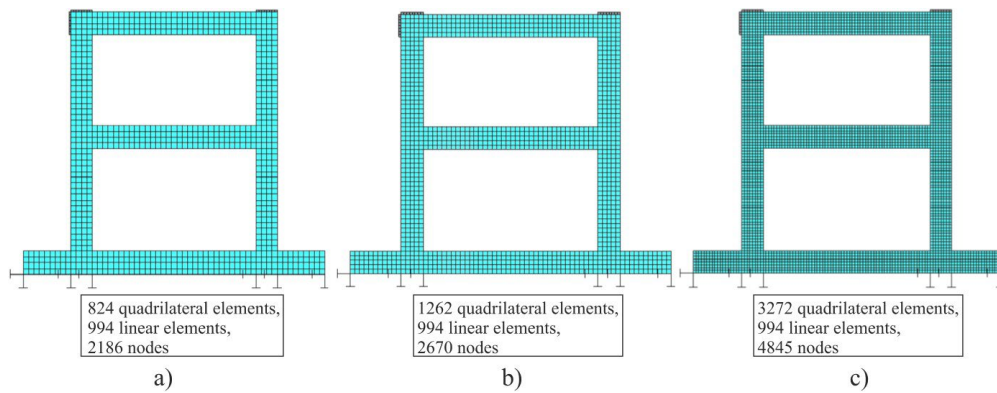 824 quadrilateral elements,
994 linear elements,
2186 nodes
a)
1262 quadrilateral elements,
994 linear elements,
2670 nodes
b)
3272 quadrilateral elements,
994 linear elements,
4845 nodes
c)